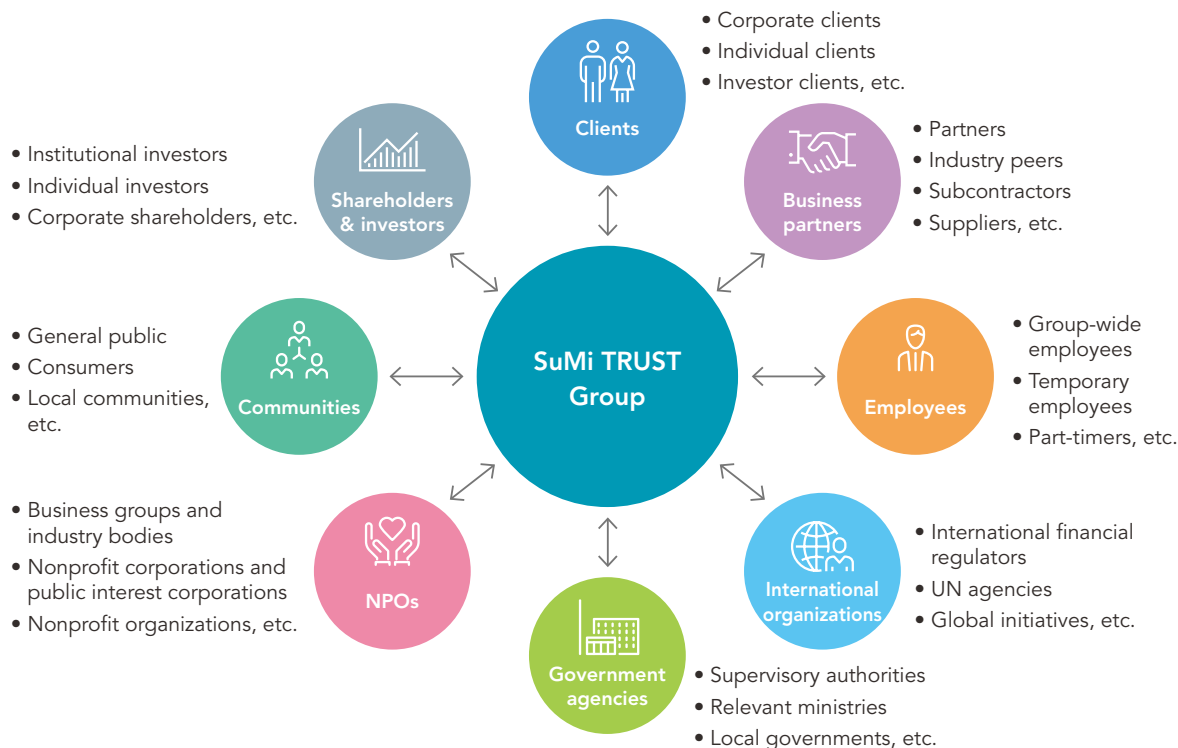 Clients
• Corporate clients
• Individual clients
• Investor clients, etc.
Business
partners
• Partners
• Industry peers
• Subcontractors
• Suppliers, etc.
Employees
• Group-wide
employees
• Temporary
employees
• Part-timers, etc.
International
organizations
• International financial
regulators
• UN agencies
• Global initiatives, etc.
Government
agencies
• Supervisory authorities
• Relevant ministries
• Local governments, etc.
NPOs
• Business groups and
industry bodies
• Nonprofit corporations and
public interest corporations
• Nonprofit organizations, etc.
Communities
• General public
• Consumers
• Local communities,
etc.
Shareholders
& investors
• Institutional investors
• Individual investors
• Corporate shareholders, etc.
SuMi TRUST
Group